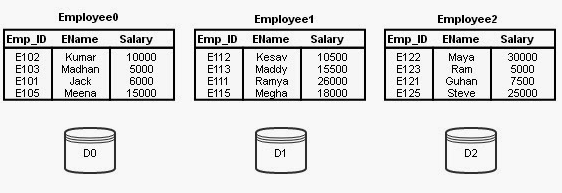 Employee0 Employee1 Employee2
Emp_ID EName Salary Emp_ID EName Salary Emp_ID EName Salary
E102 Kumar 10000 E112 Kesav 10500 E122 Maya 30000
E103 Madhan 5000 E113 Maddy 15500 E123 Ram 5000
E101 Jack 6000 E111 Ramya 26000 E121 Guhan 7500
E105 Meena 15000 E115 Megha 18000 E125 Steve 25000
D0 D1 D2